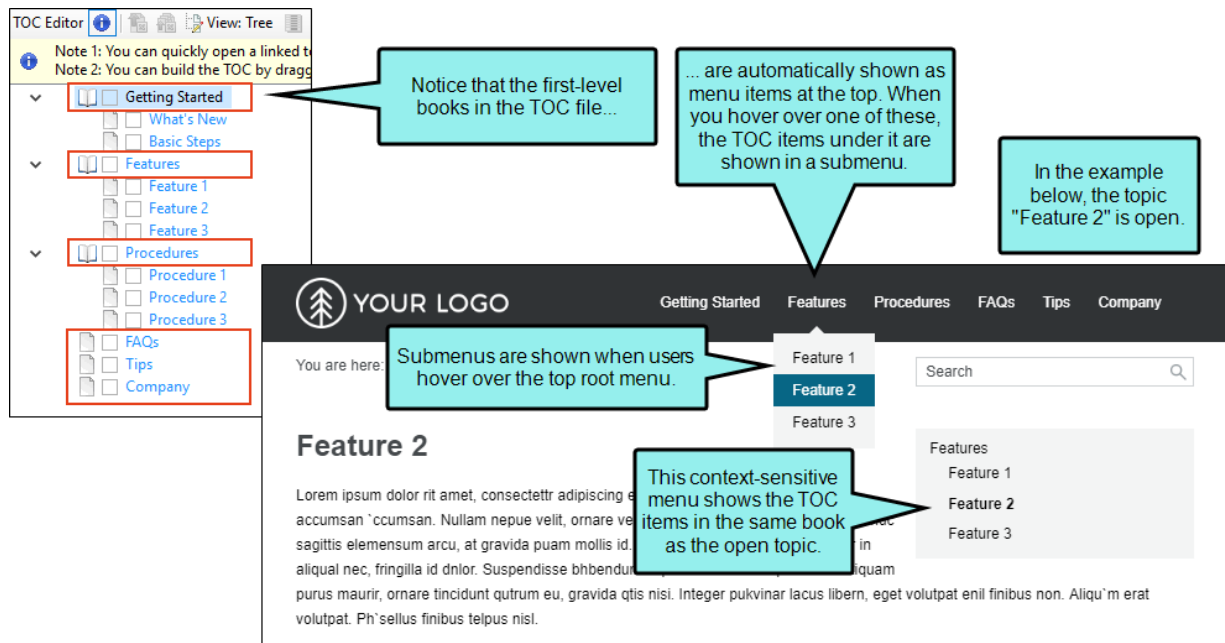 TOC Editor View: Tree
Note 1: You can quickly open a linked t
Note 2: You can build the TOC by dragg
Getting Started
What's New
Basic Steps
Features
Feature 1
Feature 2
Feature 3
Procedures
Procedure 1
Procedure 2
Procedure 3
FAQs
Tips
Company
Notice that the first-level
books in the TOC file...
... are automatically shown as
menu items at the top. When
you hover over one of these,
the TOC items under it are
shown in a submenu.
In the example
below, the topic
"Feature 2" is open.
YOUR LOGO Getting Started Features Procedures FAQs Tips Company
You are here:
Submenus are shown when users
hover over the top root menu.
Feature 1
Feature 2
Feature 3
Search
Feature 2
Features
Feature 1
Feature 2
Feature 3
This context-sensitive
menu shows the TOC
items in the same book
as the open topic.
Lorem ipsum dolor rit amet, consectettr adipiscing
accumsan `ccumsan. Nullam nepue velit, ornare
sagittis elemensum arcu, at gravida puam mollis id. in
aliqual nec, fringilla id dnlor. Suspendisse
purus maurir, ornare tincidunt qutrum eu, gravida qtis nisi. Integer pukvinar lacus libern, eget volutpat enil finibus non. Aliqu`m erat
volutpat. Ph`sellus finibus telpus nisl.